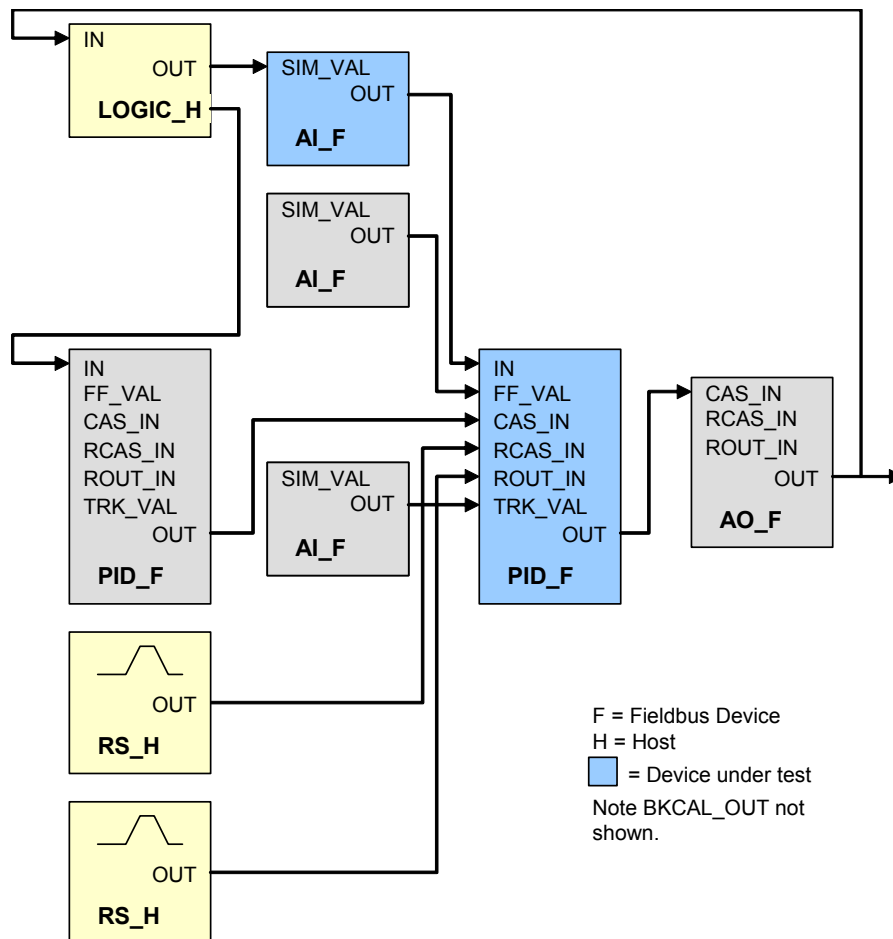 IN
OUT
LOGIC_H
SIM_VAL
OUT
AI_F
SIM_VAL
OUT
AI_F
IN
FF_VAL
CAS_IN
RCAS_IN
ROUT_IN
TRK_VAL
OUT
PID_F
SIM_VAL
OUT
AI_F
IN
FF_VAL
CAS_IN
RCAS_IN
ROUT_IN
TRK_VAL
OUT
PID_F
CAS_IN
RCAS_IN
ROUT_IN
OUT
AO_F
OUT
RS_H
OUT
RS_H
F = Fieldbus Device
H = Host
= Device under test
Note BKCAL_OUT not
shown.